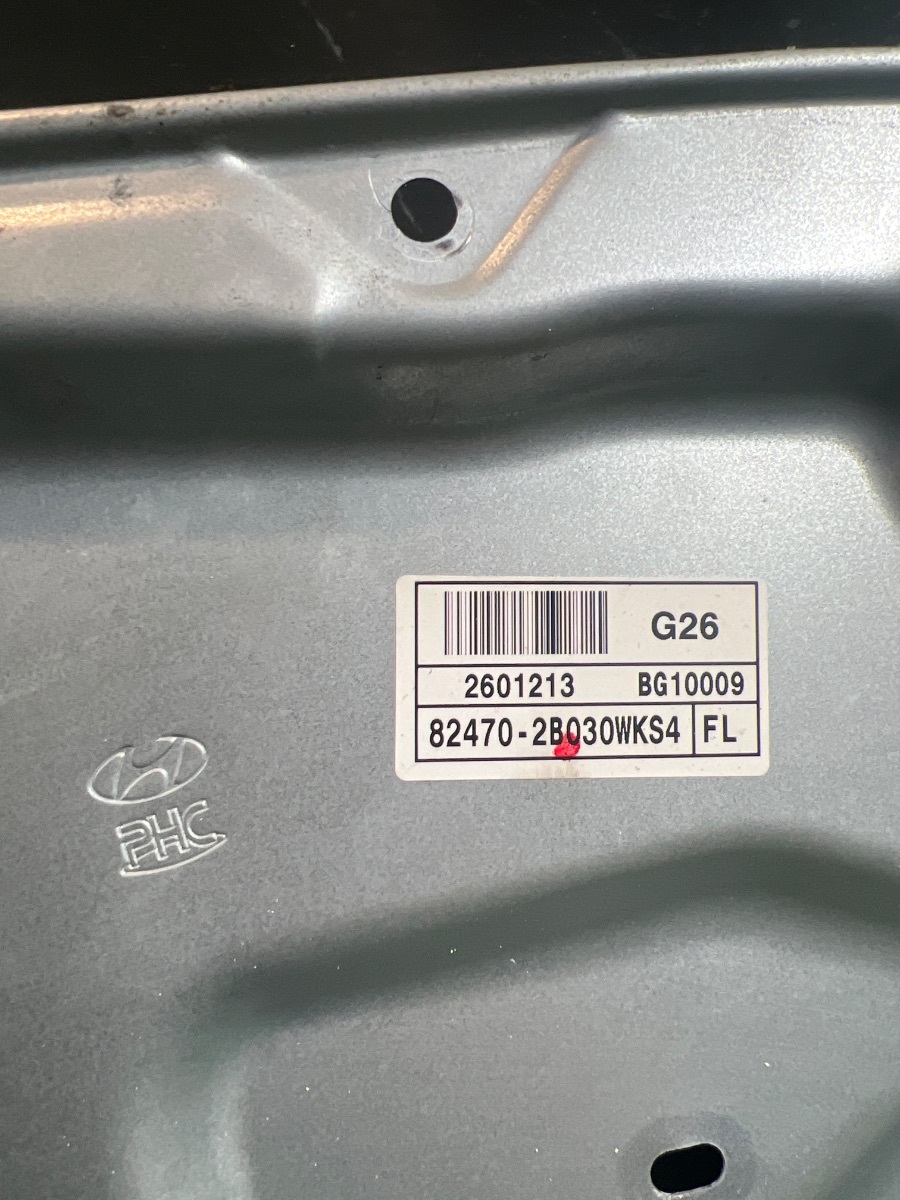 G26
2601213 BG10009
82470-2B030WKS4 FL
PHC